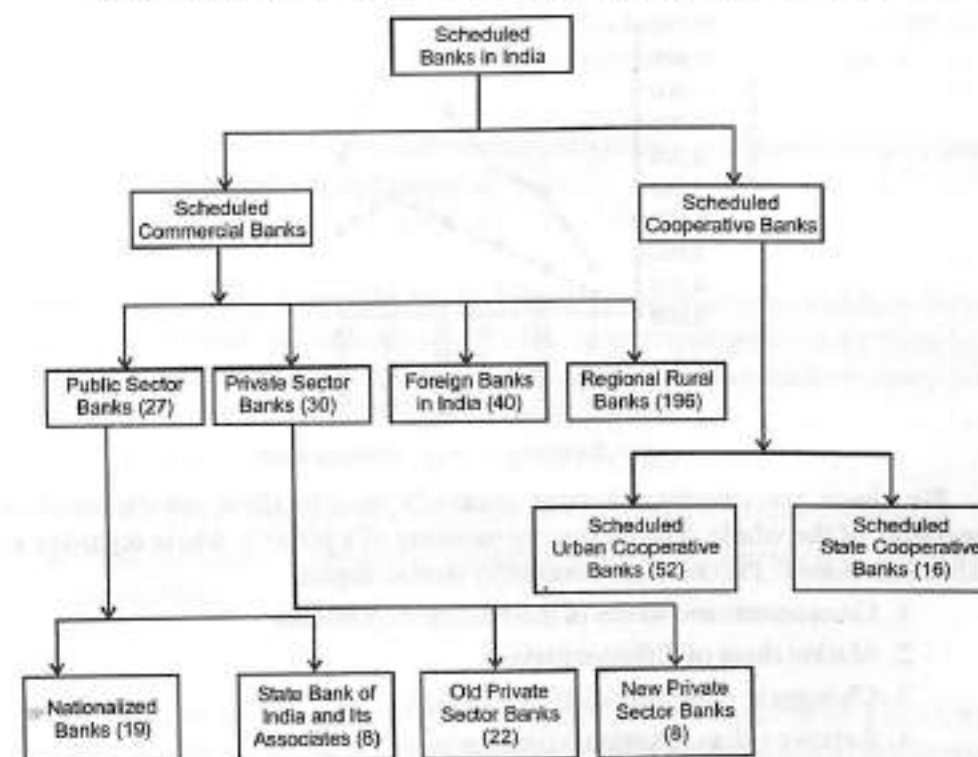 Scheduled
Banks in India
Scheduled
Commercial Banks
Scheduled
Cooperative Banks
Public Sector
Banks (27)
Private Sector
Banks (30)
Foreign Banks
in India (40)
Regional Rural
Banks (196)
Scheduled
Urban Cooperative
Banks (52)
Scheduled
State Cooperative
Banks (16)
Nationalized
Banks (19)
State Bank of
India and Its
Associates (8)
Old Private
Sector Banks
(22)
New Private
Sector Banks
(8)